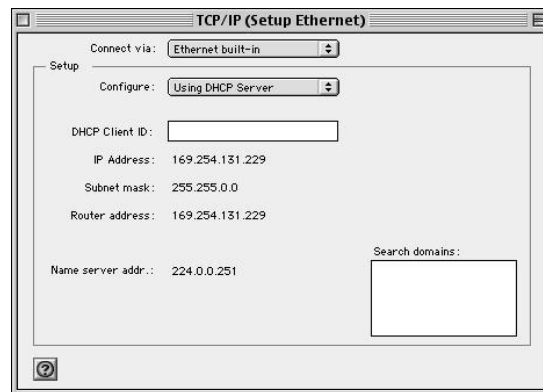 TCP/IP (Setup Ethernet)
Connect via: Ethernet built-in
Setup
Configure: Using DHCP Server
DHCP Client ID:
IP Address: 169.254.131.229
Subnet mask: 255.255.0.0
Router address: 169.254.131.229
Search domains:
Name server addr.: 224.0.0.251
?